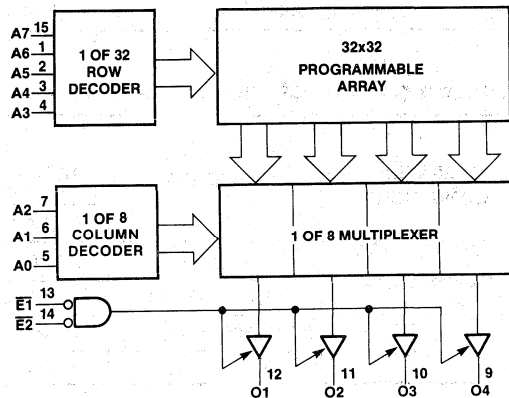 A7 15
A6 1
A5 2
A4 3
A3 4
1 OF 32
ROW
DECODER
32x32
PROGRAMMABLE
ARRAY
A2 7
A1 6
A0 5
1 OF 8
COLUMN
DECODER
1 OF 8 MULTIPLEXER
E1 13
E2 14
12
11
10
9
O1
O2
O3
O4